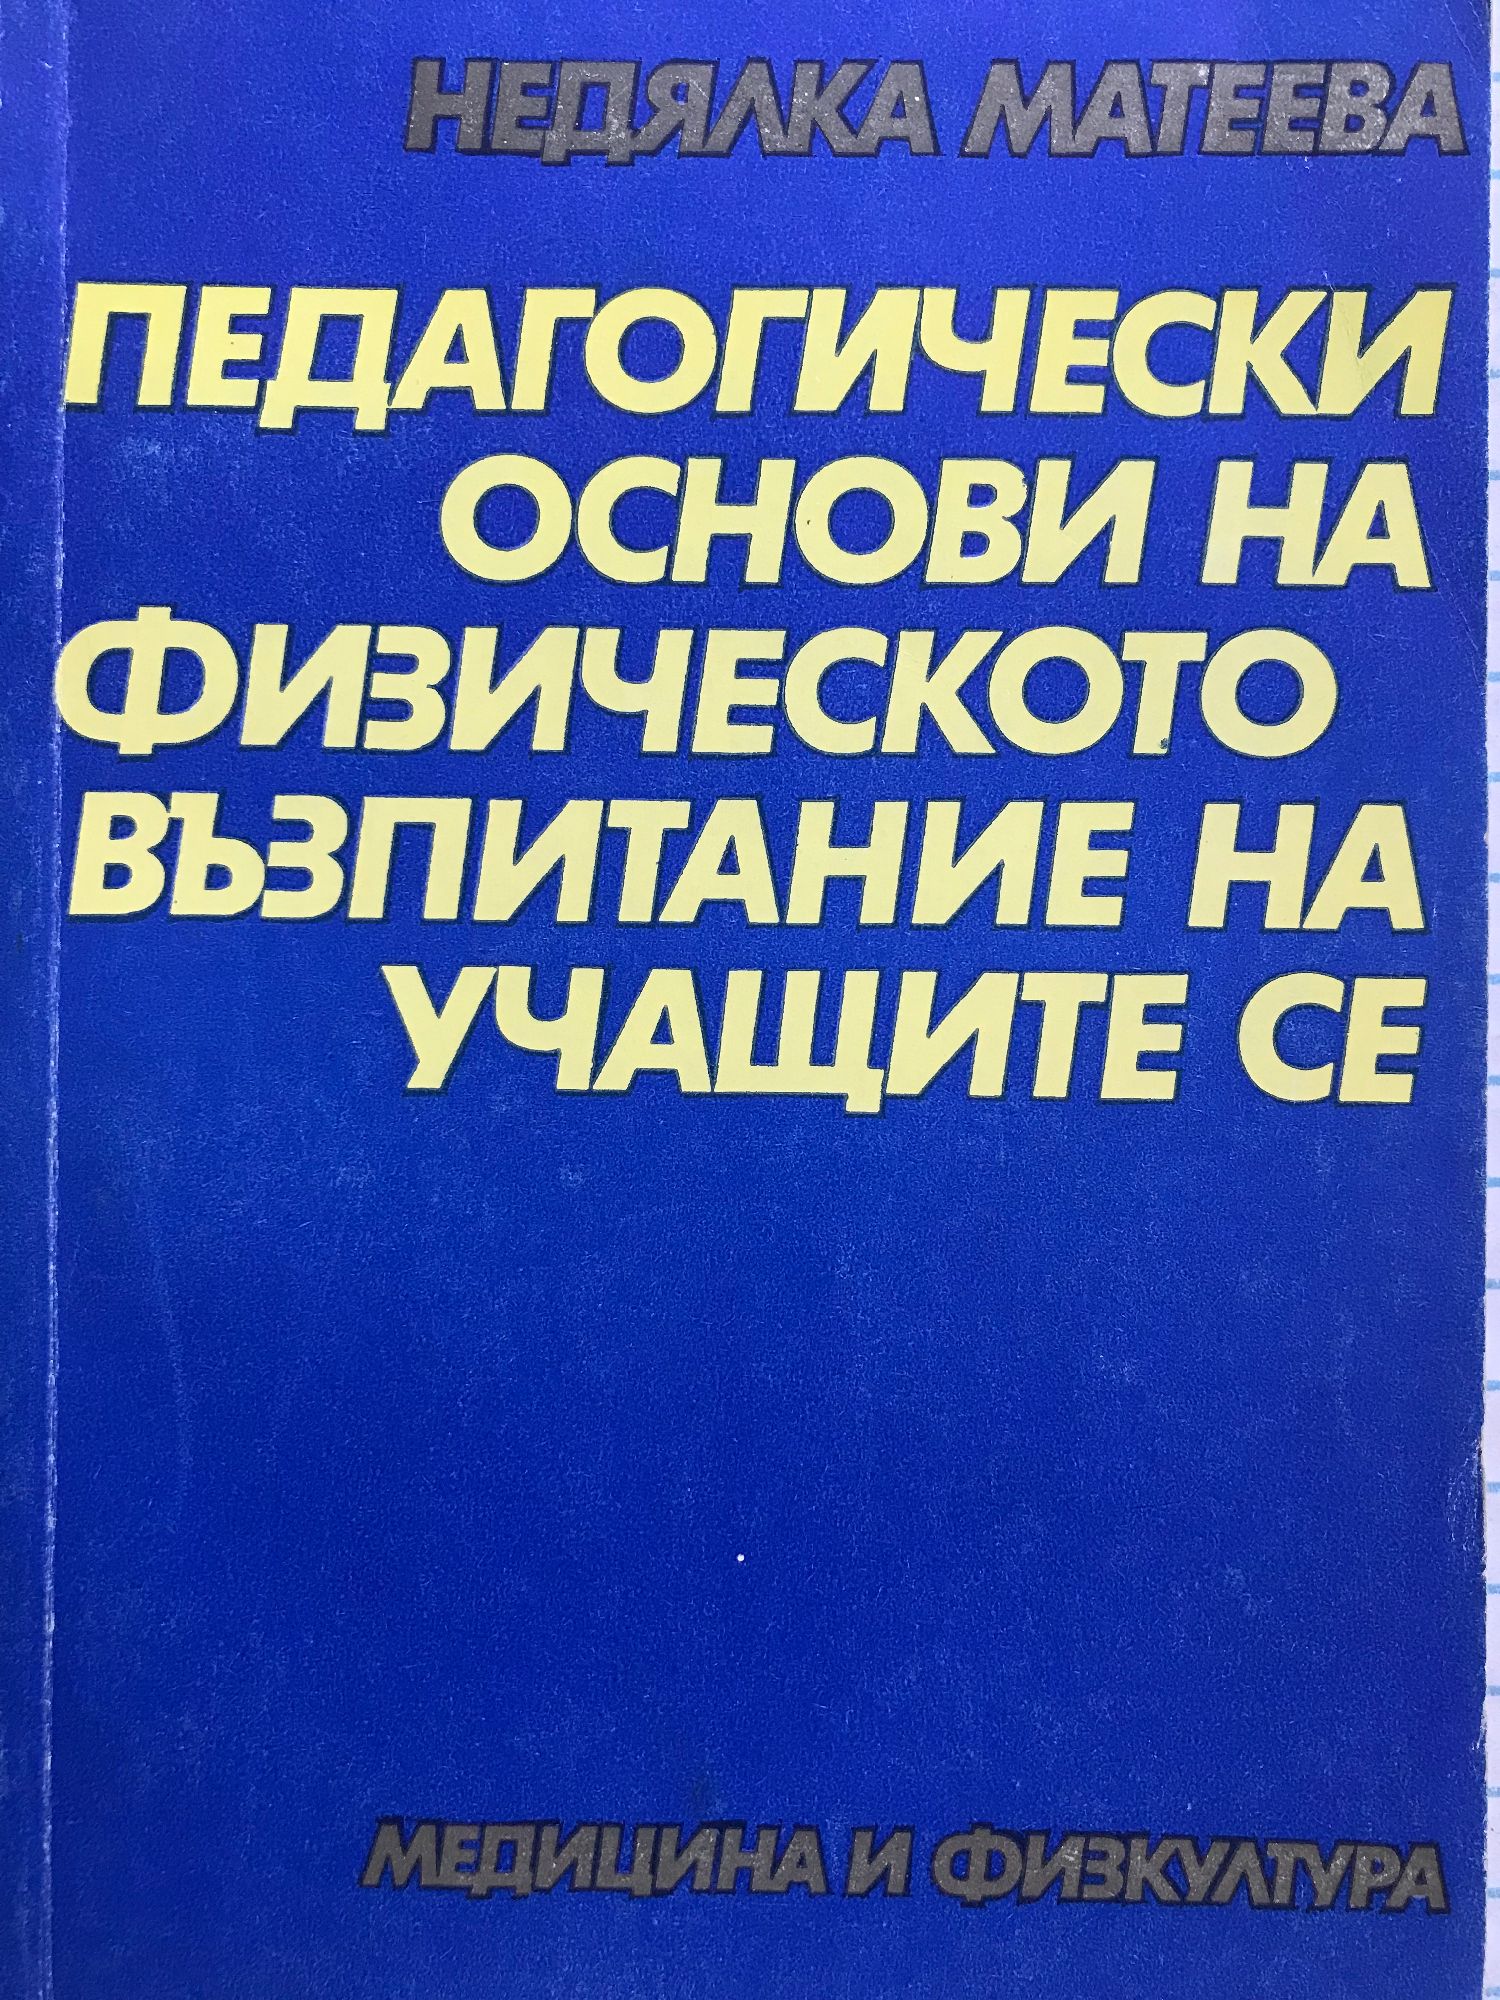 НЕДЯЛКА МАТЕЕВА
ПЕДАГОГИЧЕСКИ
ОСНОВИ НА
ФИЗИЧЕСКОТО
ВЪЗПИТАНИЕ НА
УЧАЩИТЕ СЕ
МЕДИЦИНА И ФИЗКУЛТУРА